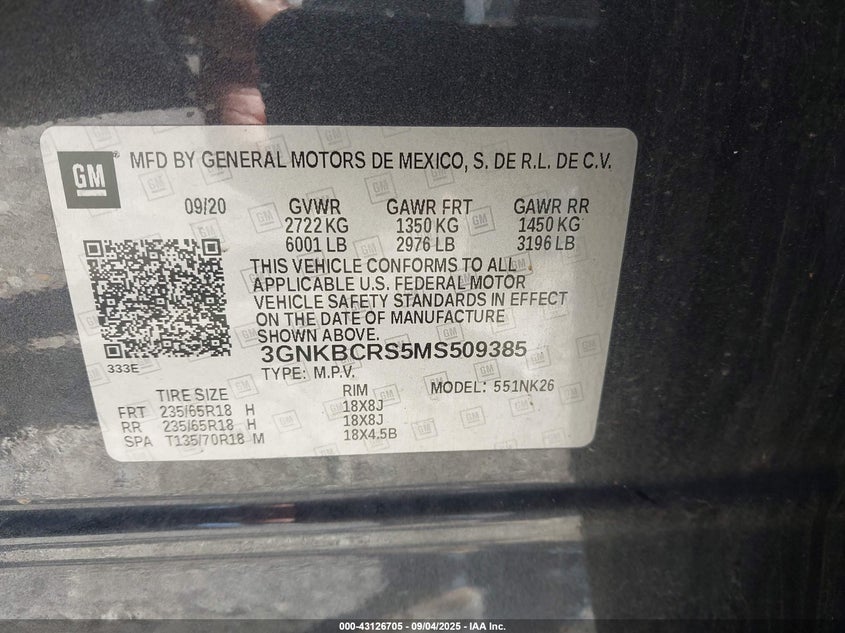 GM
MFD BY GENERAL MOTORS DE MEXICO, S. DE R.L. DE C.V.
09/20 GVWR GAWR FRT GAWR RR
2722 KG 1350 KG 1450 KG
6001 LB 2976 LB 3196 LB
THIS VEHICLE CONFORMS TO ALL
APPLICABLE U.S. FEDERAL MOTOR
VEHICLE SAFETY STANDARDS IN EFFECT
ON THE DATE OF MANUFACTURE
SHOWN ABOVE.
3GNKBCRS5MS509385
333E
TYPE: M.P.V. MODEL: 551NK26
TIRE SIZE RIM
FRT 235/65R18 H 18X8J
RR 235/65R18 H 18X8J
SPA T135/70R18 M 18X4.5B
000-43126705 - 09/04/2025 - IAA Inc.